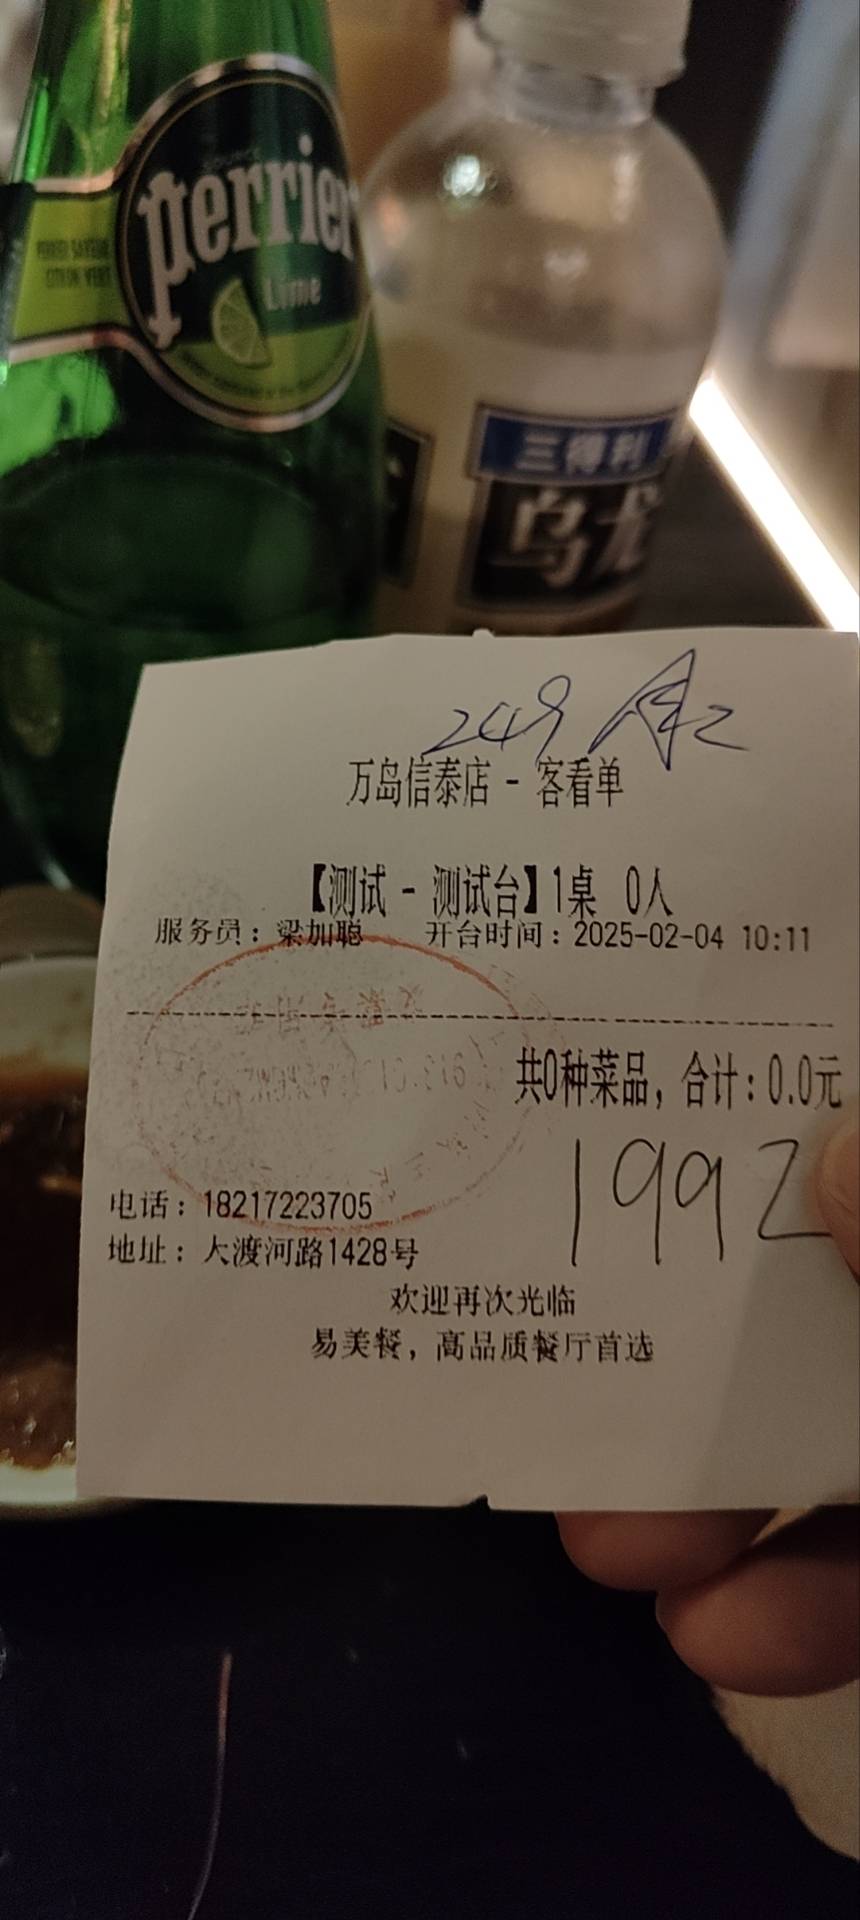 perrier
Lime
三得利
乌龙
249
万岛信泰店 - 客看单
【测试 - 测试台】1桌 0人
服务员：梁加聪 开台时间：2025-02-04 10:11
共0种菜品，合计：0.0元
1992
电话：18217223705
地址：大渡河路1428号
欢迎再次光临
易美餐，高品质餐厅首选